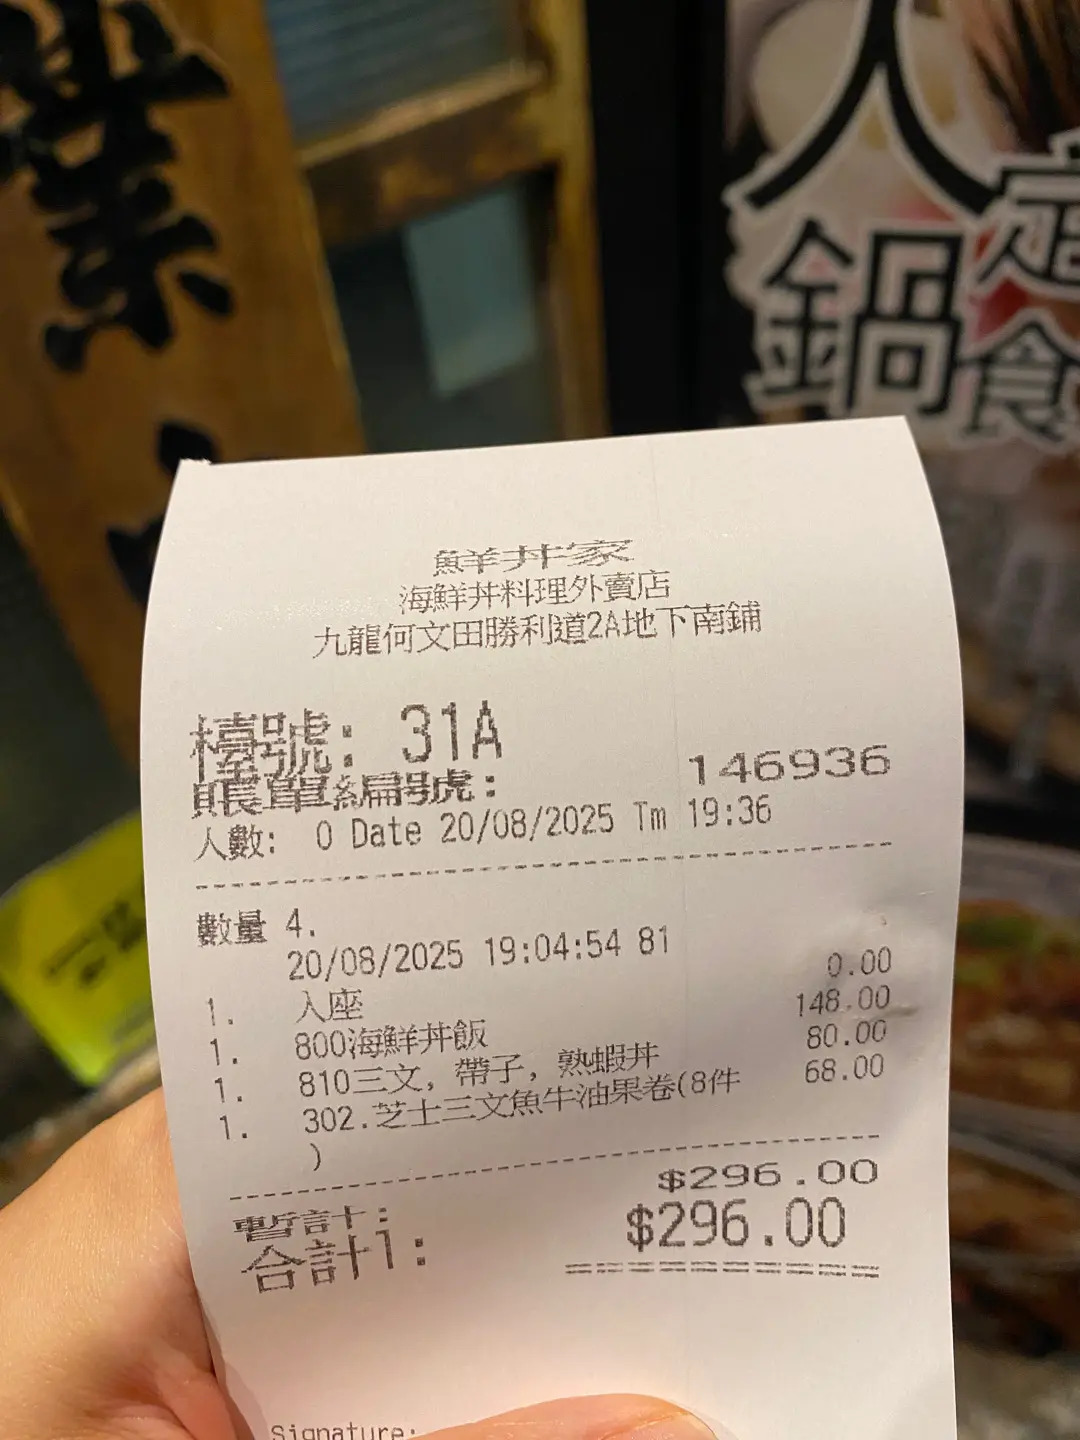 人
鍋
定
食
鮮丼家
海鮮丼料理外賣店
九龍何文田勝利道2A地下南鋪
檯號: 31A
賬單編號: 146936
人數: 0 Date 20/08/2025 Tm 19:36
數量 4.
20/08/2025 19:04:54 81
1. 入座 0.00
1. 800海鮮丼飯 148.00
1. 810三文, 帶子, 熟蝦丼 80.00
1. 302.芝士三文魚牛油果卷(8件 68.00
)
暫計: $296.00
合計1: $296.00
Signature: